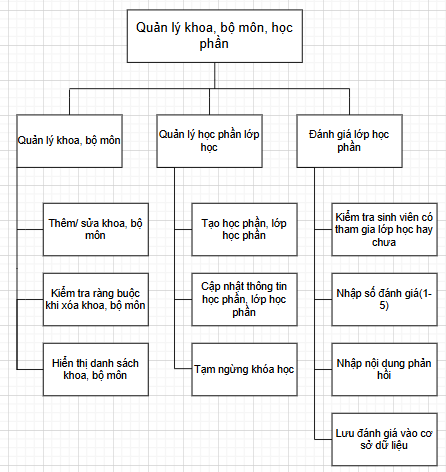 Quản lý khoa, bộ môn, học
phần
Quản lý khoa, bộ môn
Quản lý học phần lớp
học
Đánh giá lớp học
phần
Thêm/ sửa khoa, bộ
môn
Tạo học phần, lớp
học phần
Kiểm tra sinh viên có
tham gia lớp học hay
chưa
Kiểm tra ràng buộc
khi xóa khoa, bộ môn
Cập nhật thông tin
học phần, lớp học
phần
Nhập số đánh giá(1-
5)
Hiển thị danh sách
khoa, bộ môn
Tạm ngừng khóa học
Nhập nội dung phản
hồi
Lưu đánh giá vào cơ
sở dữ liệu